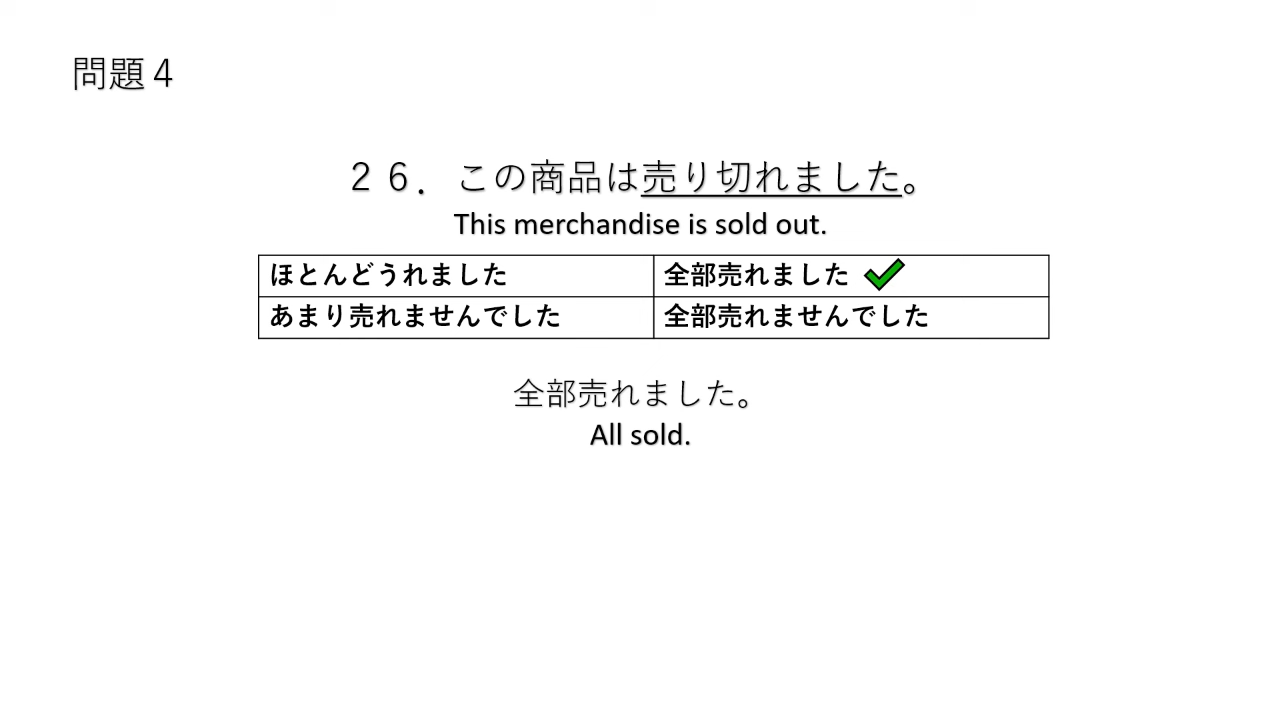 問題４
２６．この商品は売り切れました。
This merchandise is sold out.
ほとんどうれました
全部売れました
あまり売れませんでした
全部売れませんでした
全部売れました。
All sold.